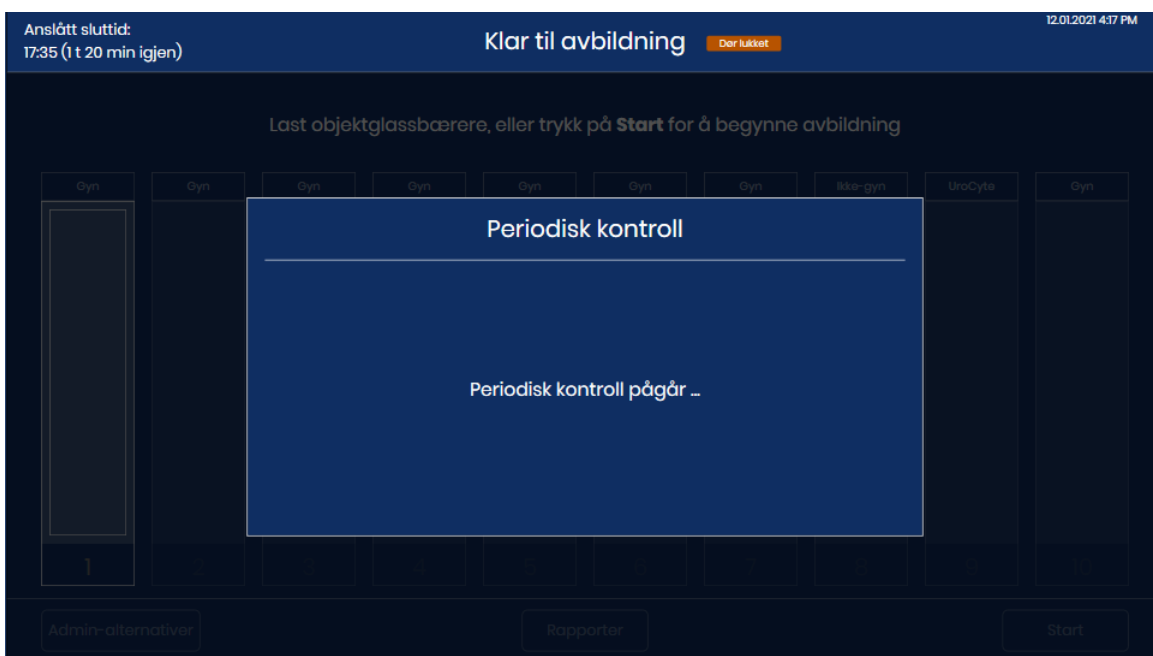 Anslått sluttid:
17:35 (1 t 20 min igjen)
Klar til avbildning
Dør lukket
12.01.2021 4:17 PM
Last objektglassbærere, eller trykk på Start for å begynne avbildning
Gyn Gyn Gyn Gyn Gyn Gyn Gyn Ikke-gyn UroCyte Gyn
Periodisk kontroll
Periodisk kontroll pågår ...
1 2 3 4 5 6 7 8 9 10
Admin-alternativer Rapporter Start